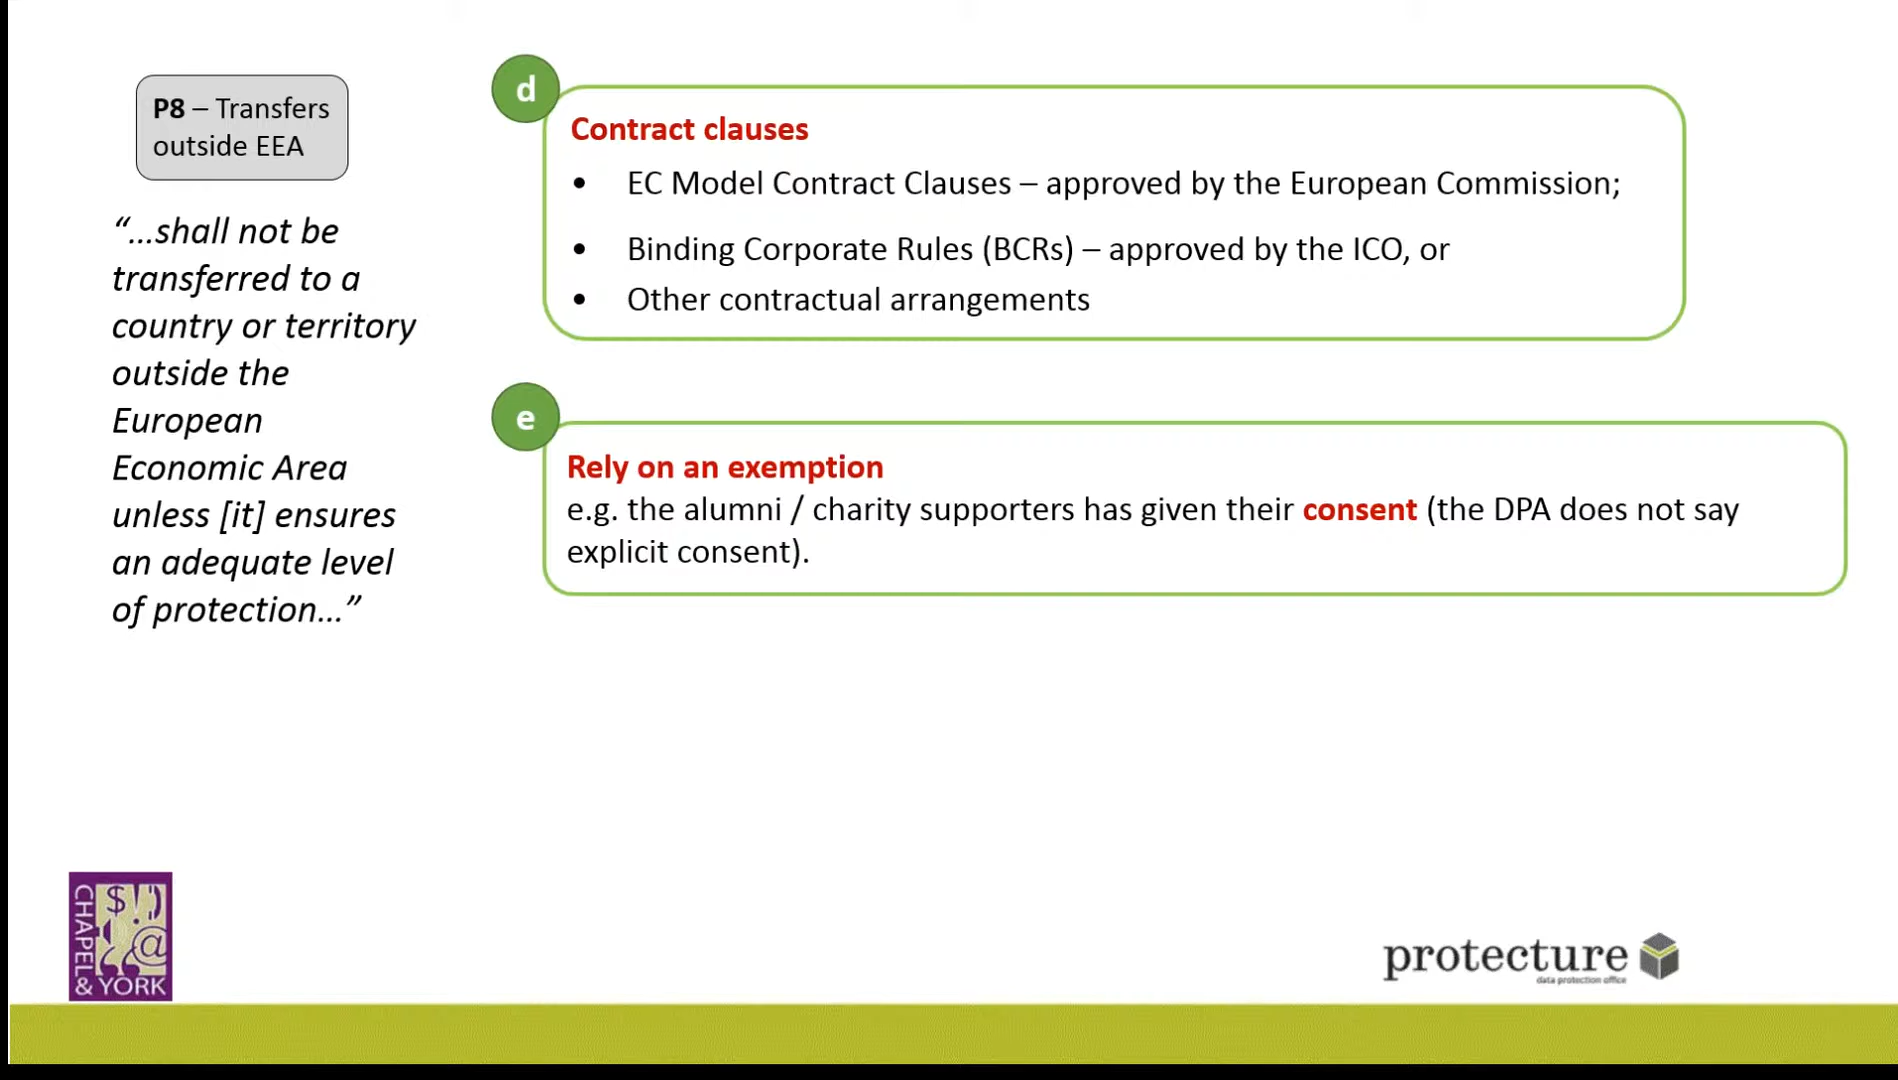 P8 – Transfers
outside EEA
“...shall not be
transferred to a
country or territory
outside the
European
Economic Area
unless [it] ensures
an adequate level
of protection...”
d
Contract clauses
• EC Model Contract Clauses – approved by the European Commission;
• Binding Corporate Rules (BCRs) – approved by the ICO, or
• Other contractual arrangements
e
Rely on an exemption
e.g. the alumni / charity supporters has given their consent (the DPA does not say
explicit consent).
CHAPEL
& YORK
protecture
data protection office